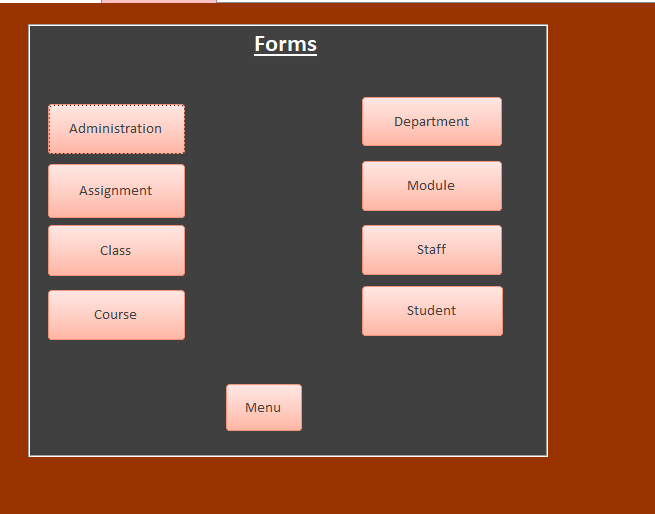 Forms
Administration
Assignment
Class
Course
Department
Module
Staff
Student
Menu